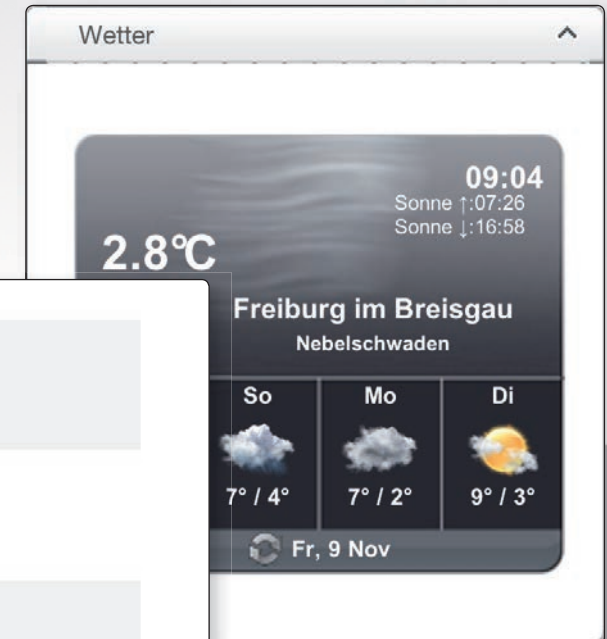 Wetter
09:04
Sonne ↑:07:26
Sonne ↓:16:58
2.8°C
Freiburg im Breisgau
Nebelschwaden
So Mo Di
7° / 4° 7° / 2° 9° / 3°
Fr, 9 Nov